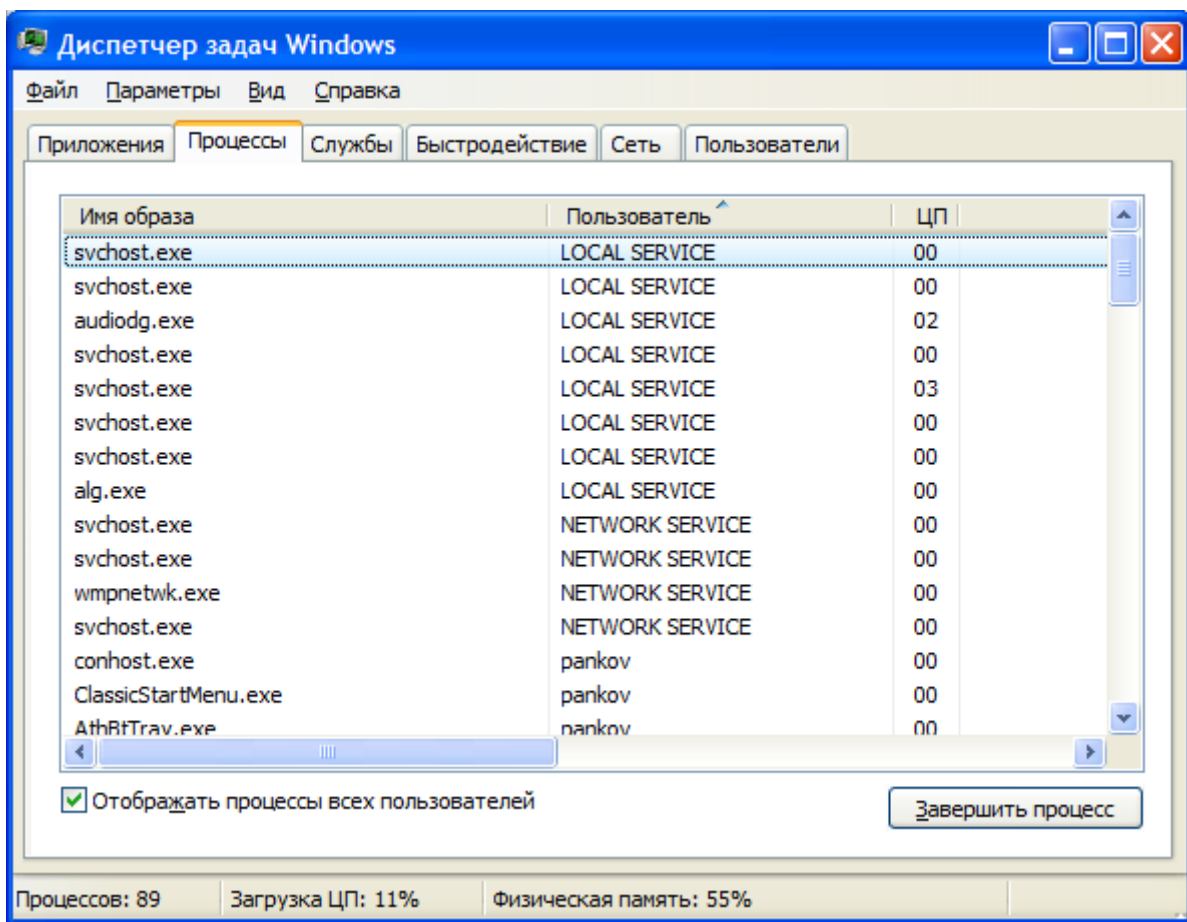 Диспетчер задач Windows
Файл Параметры Вид Справка
Приложения Процессы Службы Быстродействие Сеть Пользователи
Имя образа Пользователь ЦП
svchost.exe LOCAL SERVICE 00
svchost.exe LOCAL SERVICE 00
audiodg.exe LOCAL SERVICE 02
svchost.exe LOCAL SERVICE 00
svchost.exe LOCAL SERVICE 03
svchost.exe LOCAL SERVICE 00
svchost.exe LOCAL SERVICE 00
alg.exe LOCAL SERVICE 00
svchost.exe NETWORK SERVICE 00
svchost.exe NETWORK SERVICE 00
wmpnetwk.exe NETWORK SERVICE 00
svchost.exe NETWORK SERVICE 00
conhost.exe pankov 00
ClassicStartMenu.exe pankov 00
AthBtTray.exe pankov 00
Отображать процессы всех пользователей
Завершить процесс
Процессов: 89 Загрузка ЦП: 11% Физическая память: 55%